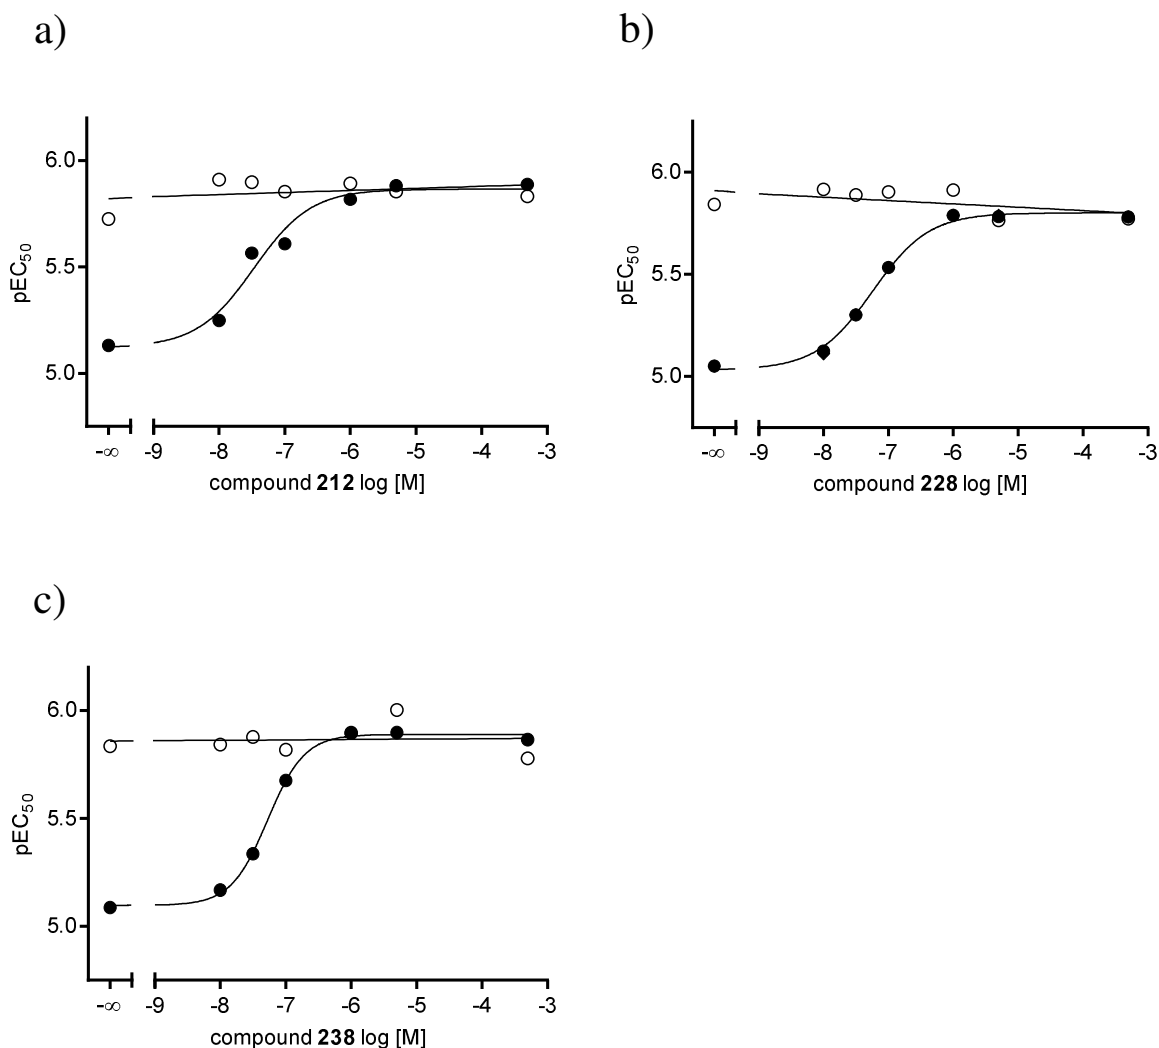 a)
6.0
5.5
5.0
pEC50
-∞ -9 -8 -7 -6 -5 -4 -3
compound 212 log [M]
b)
6.0
5.5
5.0
pEC50
-∞ -9 -8 -7 -6 -5 -4 -3
compound 228 log [M]
c)
6.0
5.5
5.0
pEC50
-∞ -9 -8 -7 -6 -5 -4 -3
compound 238 log [M]